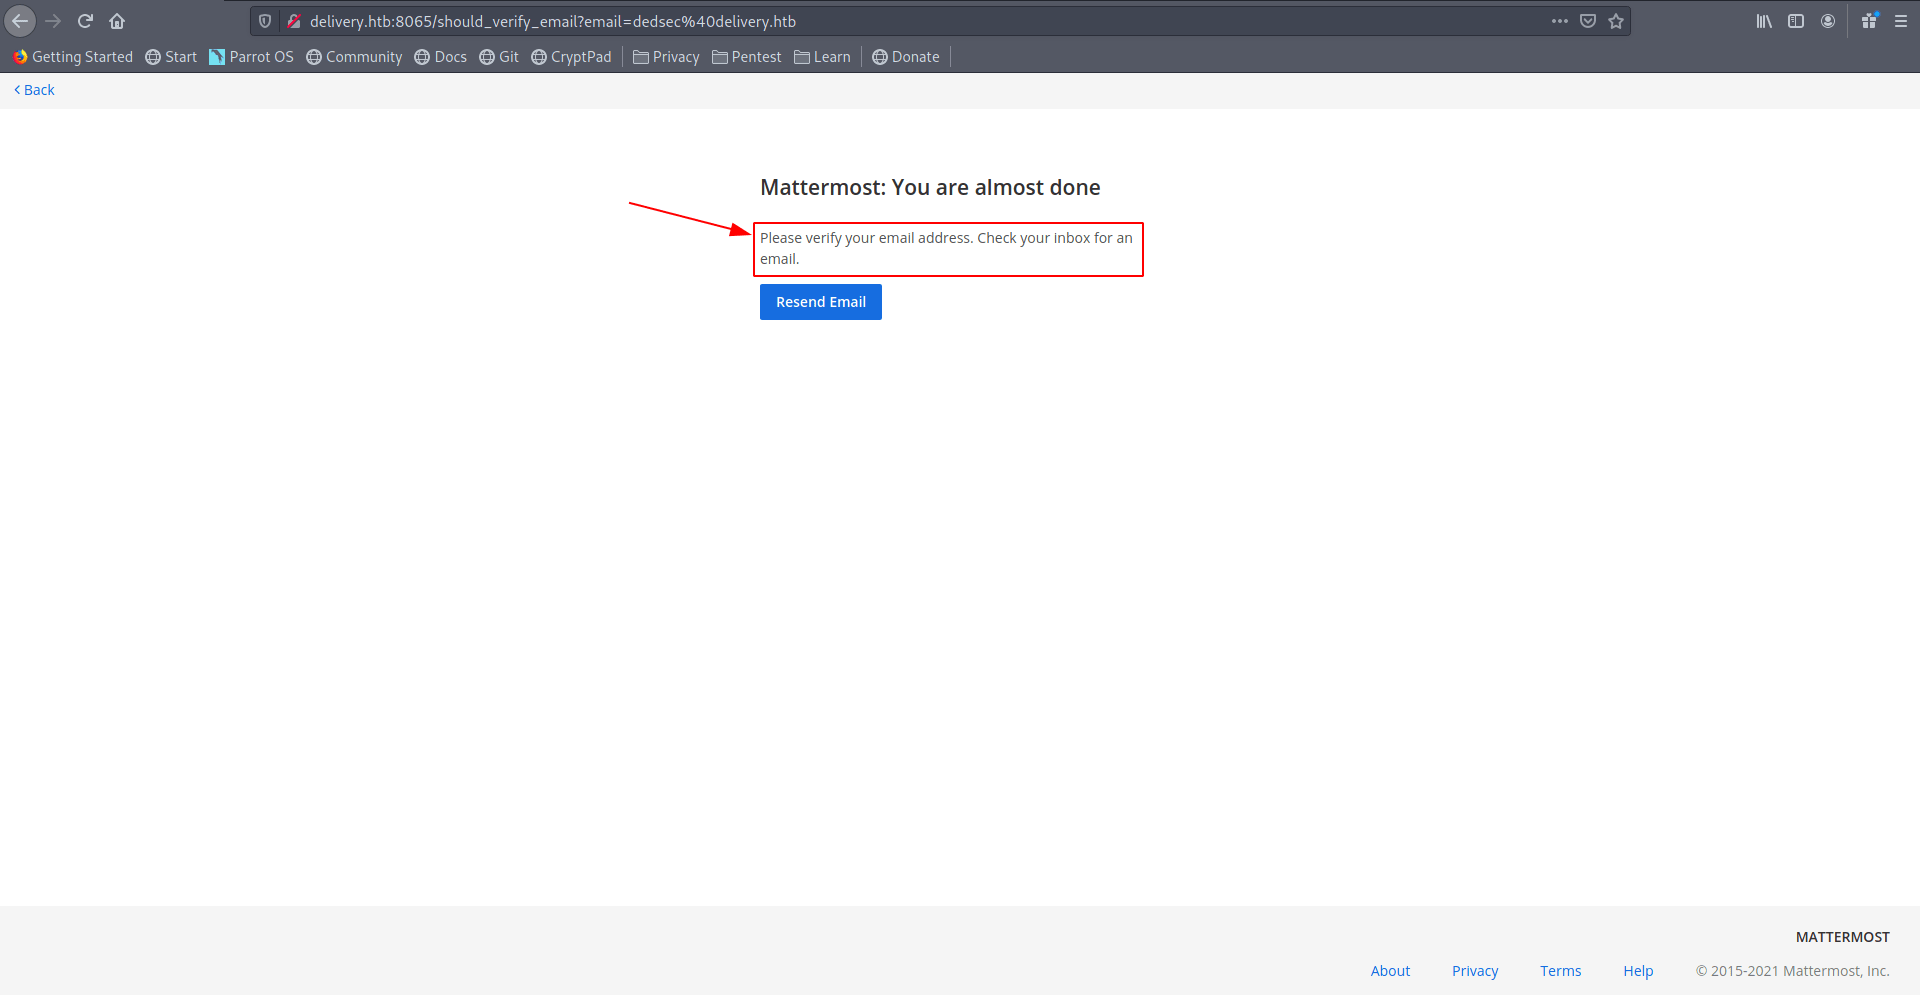 delivery.htb:8065/should_verify_email?email=dedsec%40delivery.htb
Getting Started Start Parrot OS Community Docs Git CryptPad Privacy Pentest Learn Donate
Back
Mattermost: You are almost done
Please verify your email address. Check your inbox for an
email.
Resend Email
MATTERMOST
About Privacy Terms Help © 2015-2021 Mattermost, Inc.